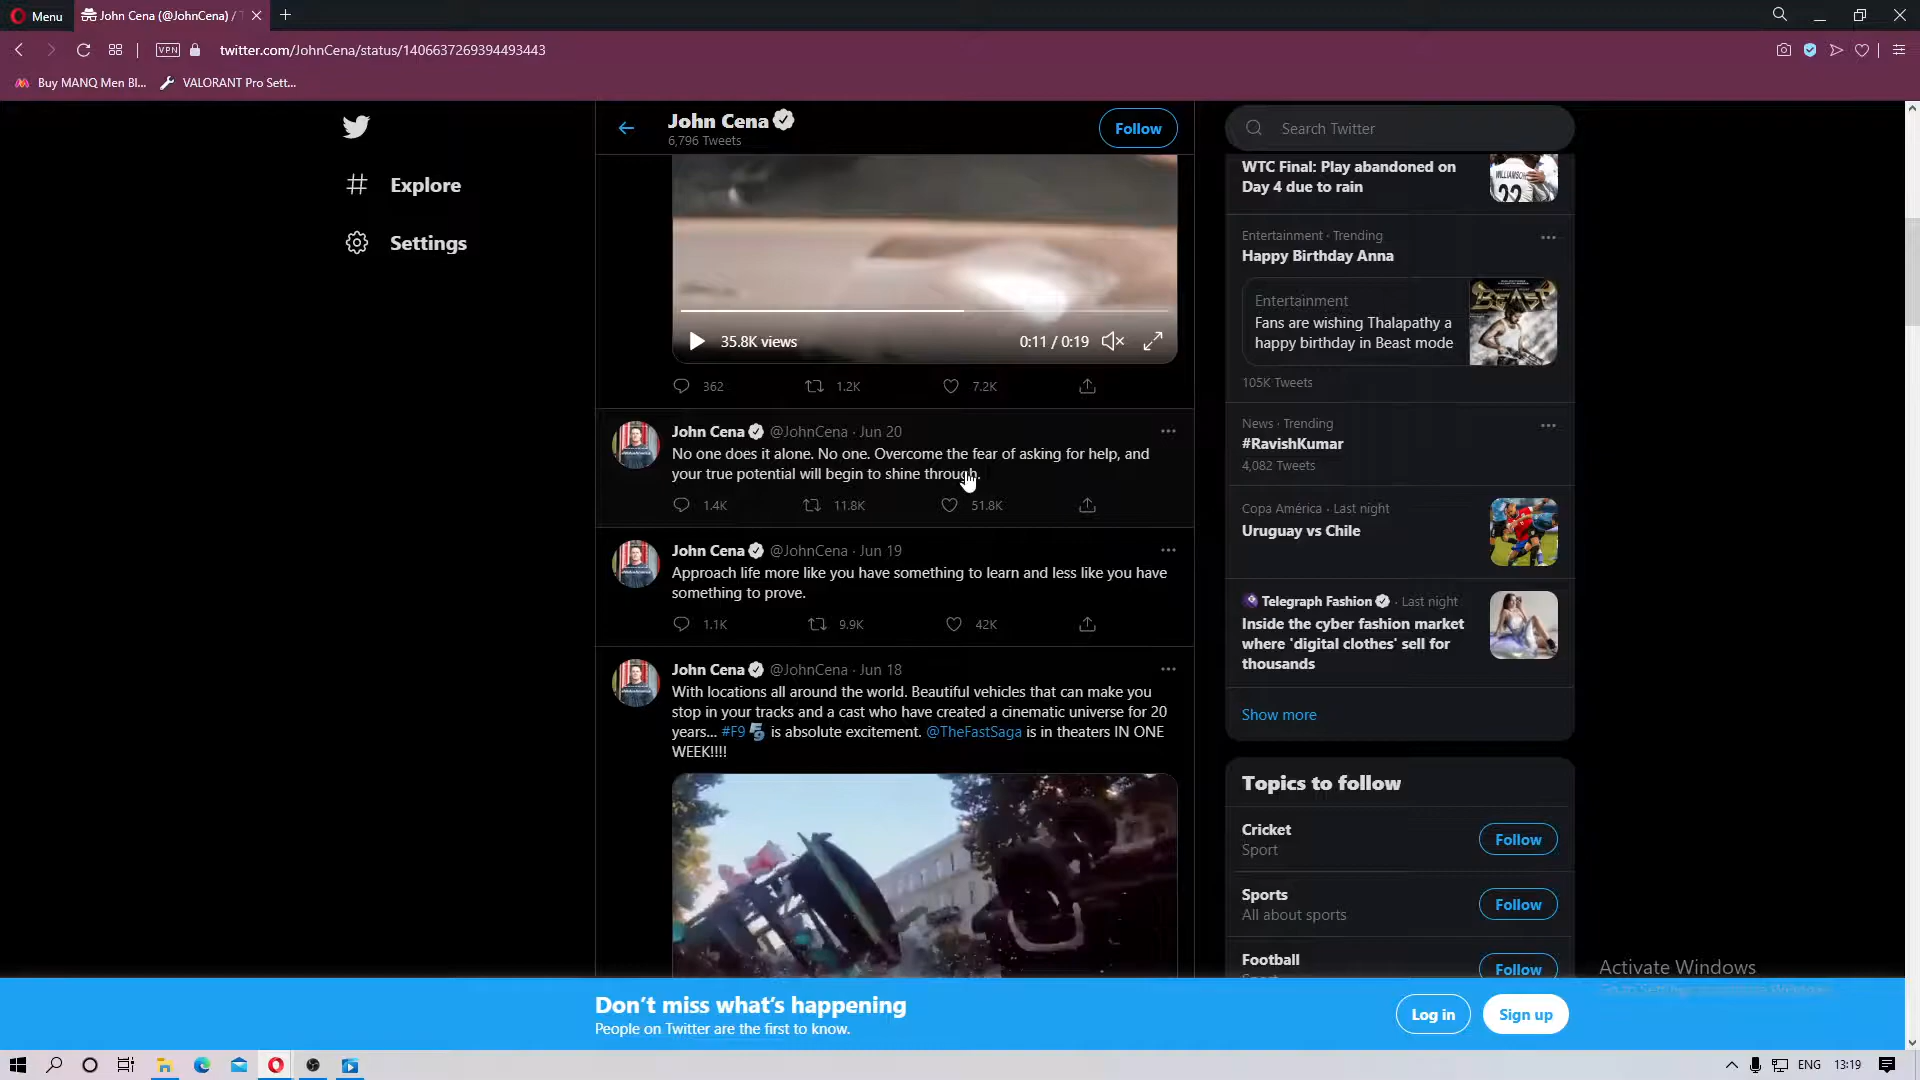 Menu
John Cena (@JohnCena) / T
VPN
twitter.com/JohnCena/status/1406637269394493443
Buy MANQ Men Bl...
VALORANT Pro Sett...
Explore
Settings
John Cena
6,796 Tweets
Follow
35.8K views
0:11 / 0:19
362
1.2K
7.2K
John Cena @JohnCena · Jun 20
No one does it alone. No one. Overcome the fear of asking for help, and
your true potential will begin to shine through.
1.4K
11.8K
51.8K
John Cena @JohnCena · Jun 19
Approach life more like you have something to learn and less like you have
something to prove.
1.1K
9.9K
42K
John Cena @JohnCena · Jun 18
With locations all around the world. Beautiful vehicles that can make you
stop in your tracks and a cast who have created a cinematic universe for 20
years... #F9 is absolute excitement. @TheFastSaga is in theaters IN ONE
WEEK!!!!
Search Twitter
WTC Final: Play abandoned on
Day 4 due to rain
WILLIAMSON
22
Entertainment · Trending
Happy Birthday Anna
Entertainment
Fans are wishing Thalapathy a
happy birthday in Beast mode
BEAST
105K Tweets
News · Trending
#RavishKumar
4,082 Tweets
Copa América · Last night
Uruguay vs Chile
Telegraph Fashion · Last night
Inside the cyber fashion market
where 'digital clothes' sell for
thousands
Show more
Topics to follow
Cricket
Sport
Follow
Sports
All about sports
Follow
Football
Follow
Activate Windows
Don't miss what's happening
People on Twitter are the first to know.
Log in
Sign up
ENG
13:19